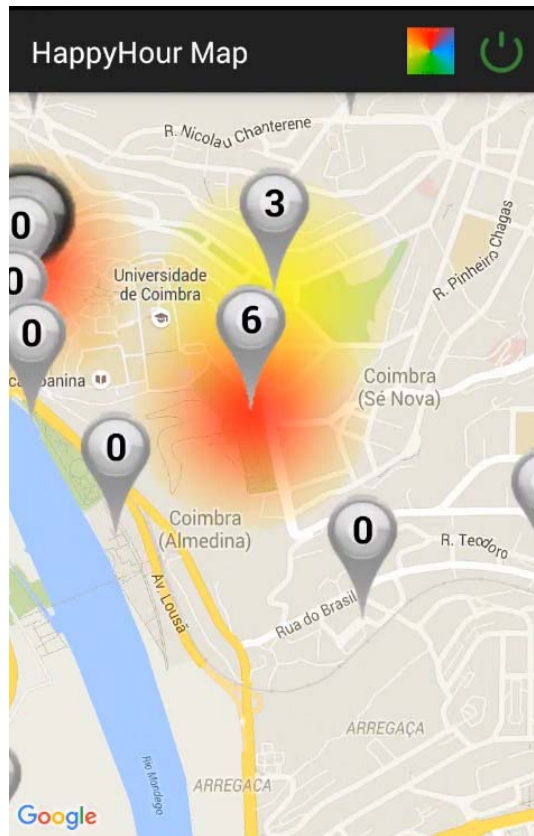 HappyHour Map
R. Nicolau Chanterene
3
0
R. Pinheiro Chagas
Universidade
de Coimbra
0
6
0
Coimbra
(Sé Nova)
0
Coimbra
(Almedina)
0
R. Teodoro
Av. Lousã
Rua do Brasil
ARREGAÇA
Rio Mondego
ARREGAÇA
Google